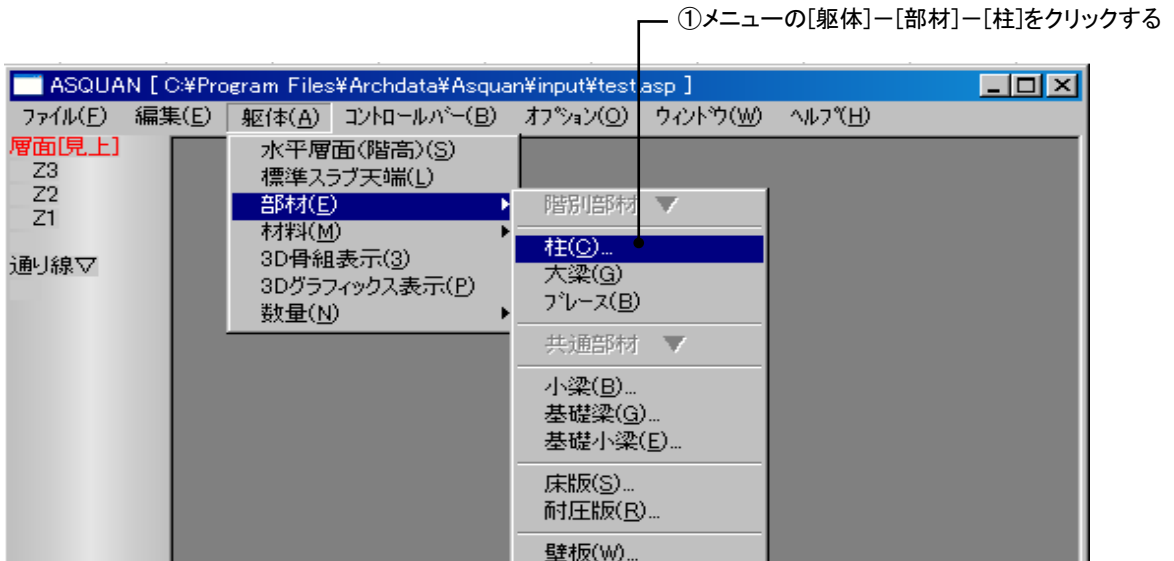 ①メニューの[躯体]－[部材]－[柱]をクリックする
ASQUAN [ C:¥Program Files¥Archdata¥Asquan¥input¥test.asp ]
ファイル(F) 編集(E) 躯体(A) コントロールバー(B) オプション(O) ウィンドウ(W) ヘルプ(H)
層面[見上]
Z3
Z2
Z1
通り線▽
水平層面(階高)(S)
標準スラブ天端(L)
部材(E)
材料(M)
3D骨組表示(3)
3Dグラフィックス表示(P)
数量(N)
階別部材 ▼
柱(C)...
大梁(G)
ブレース(B)
共通部材 ▼
小梁(B)...
基礎梁(G)...
基礎小梁(E)...
床版(S)...
耐圧版(R)...
壁板(W)...